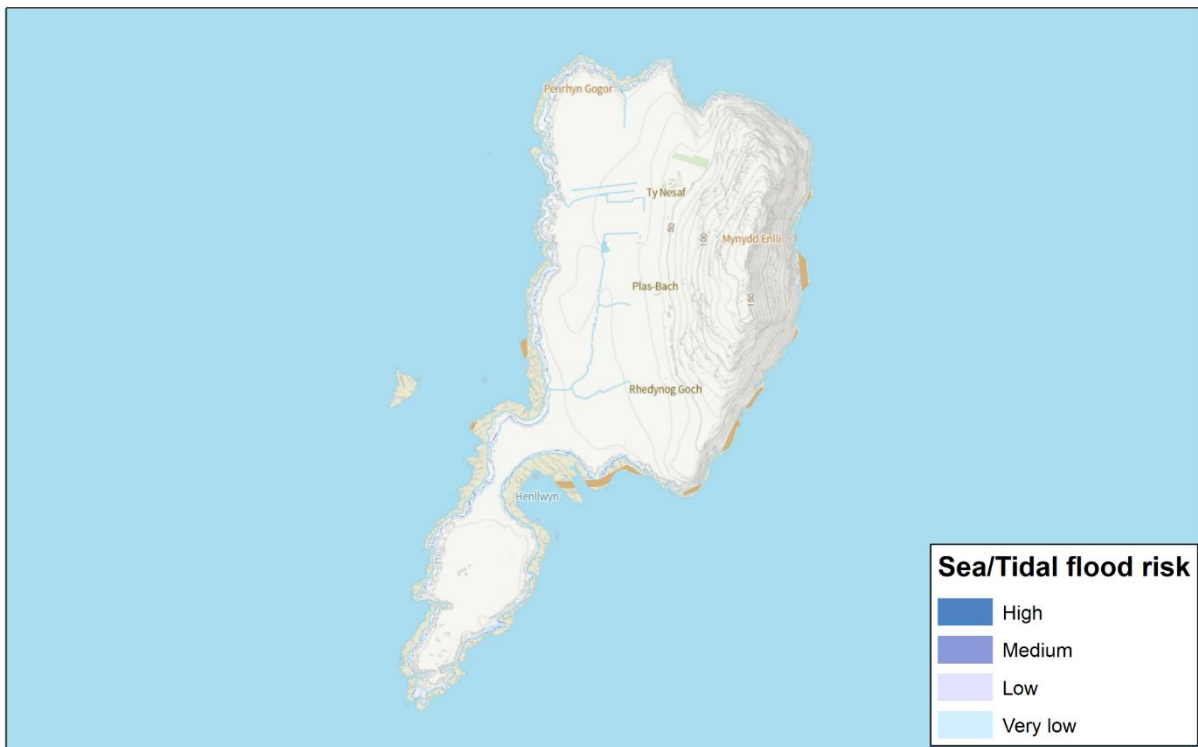 Penrhyn Gogor
Ty Nesaf
50
100
Mynydd Enlli
Plas-Bach
150
Rhedynog Goch
Henllwyn
Sea/Tidal flood risk
High
Medium
Low
Very low